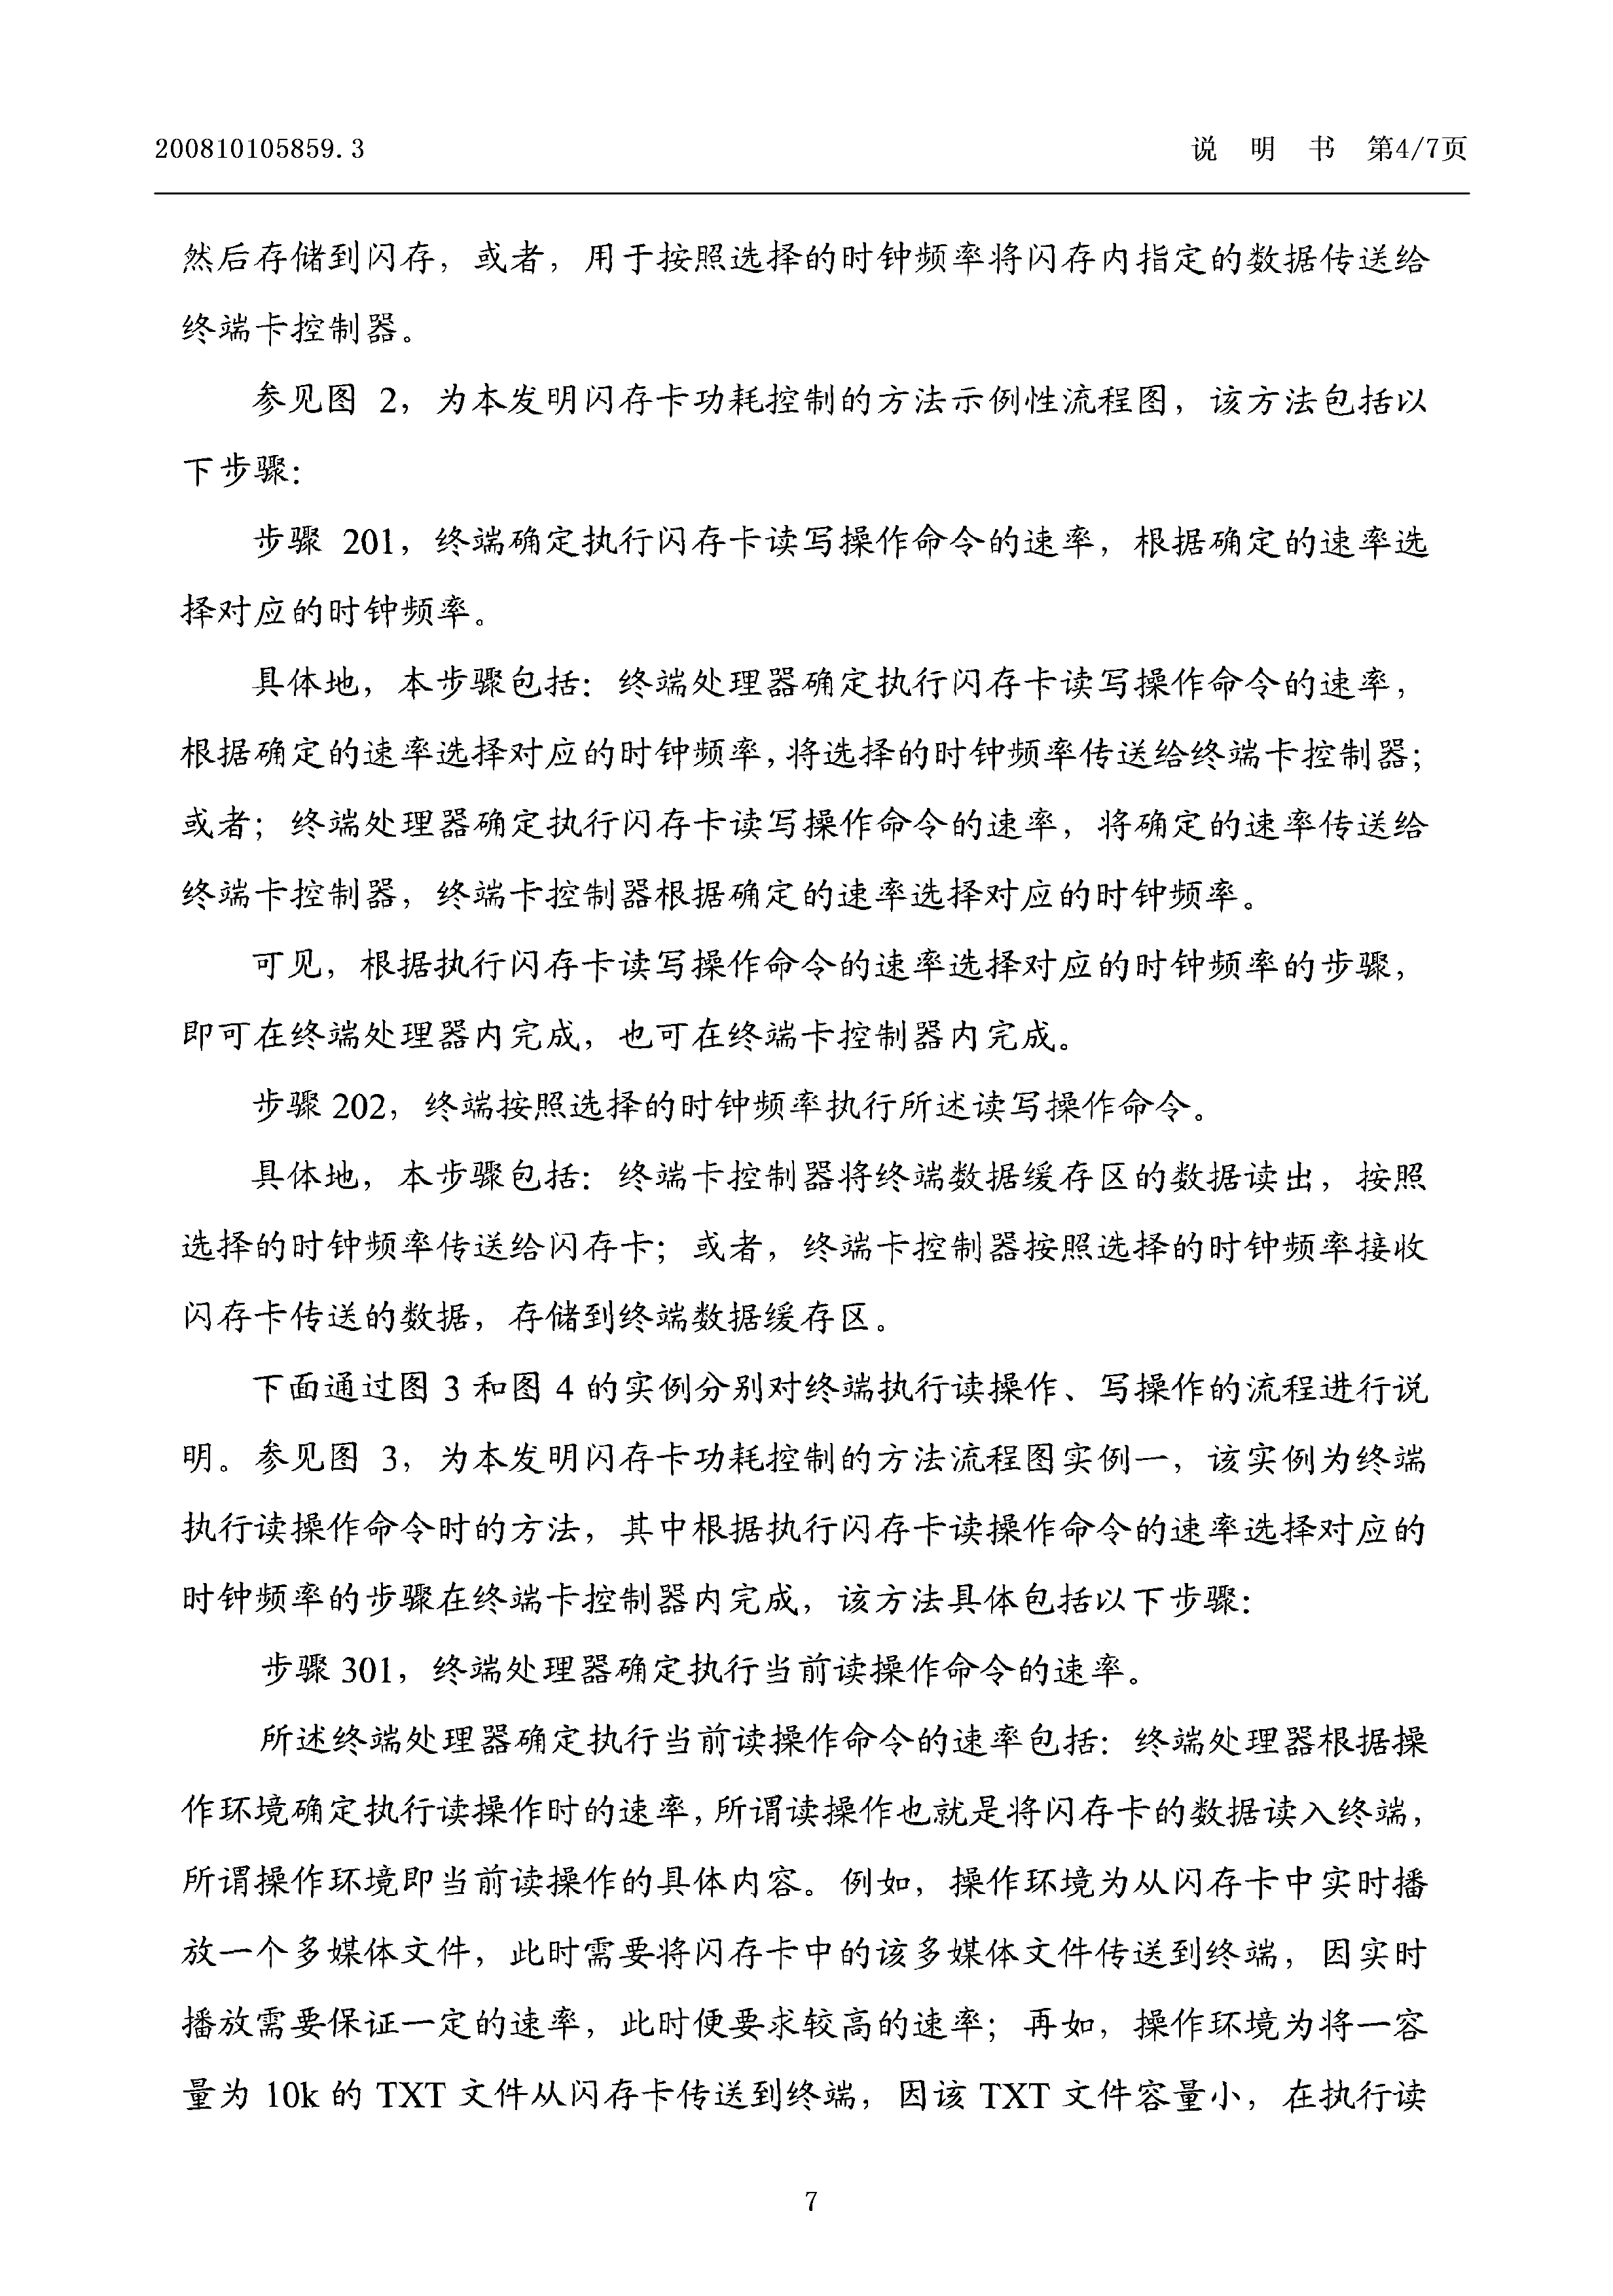 200810105859.3 说 明 书 第4/7页
然后存储到闪存，或者，用于按照选择的时钟频率将闪存内指定的数据传送给
终端卡控制器。
参见图 2，为本发明闪存卡功耗控制的方法示例性流程图，该方法包括以
下步骤：
步骤 201，终端确定执行闪存卡读写操作命令的速率，根据确定的速率选
择对应的时钟频率。
具体地，本步骤包括：终端处理器确定执行闪存卡读写操作命令的速率，
根据确定的速率选择对应的时钟频率，将选择的时钟频率传送给终端卡控制器；
或者；终端处理器确定执行闪存卡读写操作命令的速率，将确定的速率传送给
终端卡控制器，终端卡控制器根据确定的速率选择对应的时钟频率。
可见，根据执行闪存卡读写操作命令的速率选择对应的时钟频率的步骤，
即可在终端处理器内完成，也可在终端卡控制器内完成。
步骤 202，终端按照选择的时钟频率执行所述读写操作命令。
具体地，本步骤包括：终端卡控制器将终端数据缓存区的数据读出，按照
选择的时钟频率传送给闪存卡；或者，终端卡控制器按照选择的时钟频率接收
闪存卡传送的数据，存储到终端数据缓存区。
下面通过图 3 和图 4 的实例分别对终端执行读操作、写操作的流程进行说
明。参见图 3，为本发明闪存卡功耗控制的方法流程图实例一，该实例为终端
执行读操作命令时的方法，其中根据执行闪存卡读操作命令的速率选择对应的
时钟频率的步骤在终端卡控制器内完成，该方法具体包括以下步骤：
步骤 301，终端处理器确定执行当前读操作命令的速率。
所述终端处理器确定执行当前读操作命令的速率包括：终端处理器根据操
作环境确定执行读操作时的速率，所谓读操作也就是将闪存卡的数据读入终端，
所谓操作环境即当前读操作的具体内容。例如，操作环境为从闪存卡中实时播
放一个多媒体文件，此时需要将闪存卡中的该多媒体文件传送到终端，因实时
播放需要保证一定的速率，此时便要求较高的速率；再如，操作环境为将一容
量为 10k 的 TXT 文件从闪存卡传送到终端，因该 TXT 文件容量小，在执行读
7